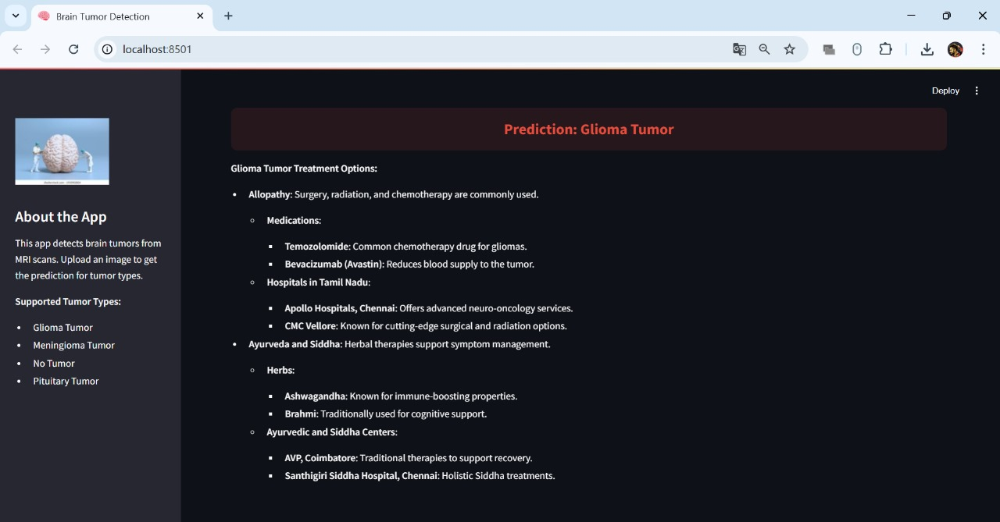 Brain Tumor Detection
localhost:8501
Deploy
About the App
This app detects brain tumors from
MRI scans. Upload an image to get
the prediction for tumor types.
Supported Tumor Types:
Glioma Tumor
Meningioma Tumor
No Tumor
Pituitary Tumor
Prediction: Glioma Tumor
Glioma Tumor Treatment Options:
Allopathy: Surgery, radiation, and chemotherapy are commonly used.
Medications:
Temozolomide: Common chemotherapy drug for gliomas.
Bevacizumab (Avastin): Reduces blood supply to the tumor.
Hospitals in Tamil Nadu:
Apollo Hospitals, Chennai: Offers advanced neuro-oncology services.
CMC Vellore: Known for cutting-edge surgical and radiation options.
Ayurveda and Siddha: Herbal therapies support symptom management.
Herbs:
Ashwagandha: Known for immune-boosting properties.
Brahmi: Traditionally used for cognitive support.
Ayurvedic and Siddha Centers:
AVP, Coimbatore: Traditional therapies to support recovery.
Santhigiri Siddha Hospital, Chennai: Holistic Siddha treatments.